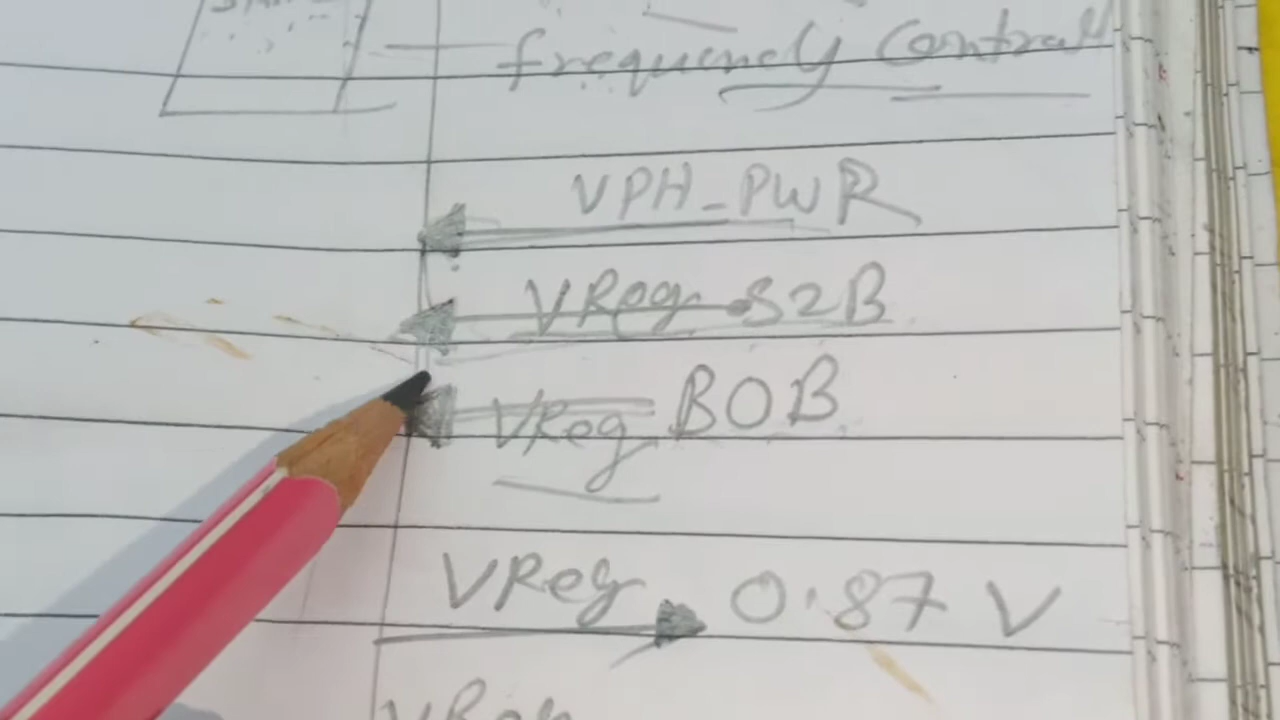 frequency Control
VPH_PWR
VReg S2B
VReg BOB
VReg 0.87 V